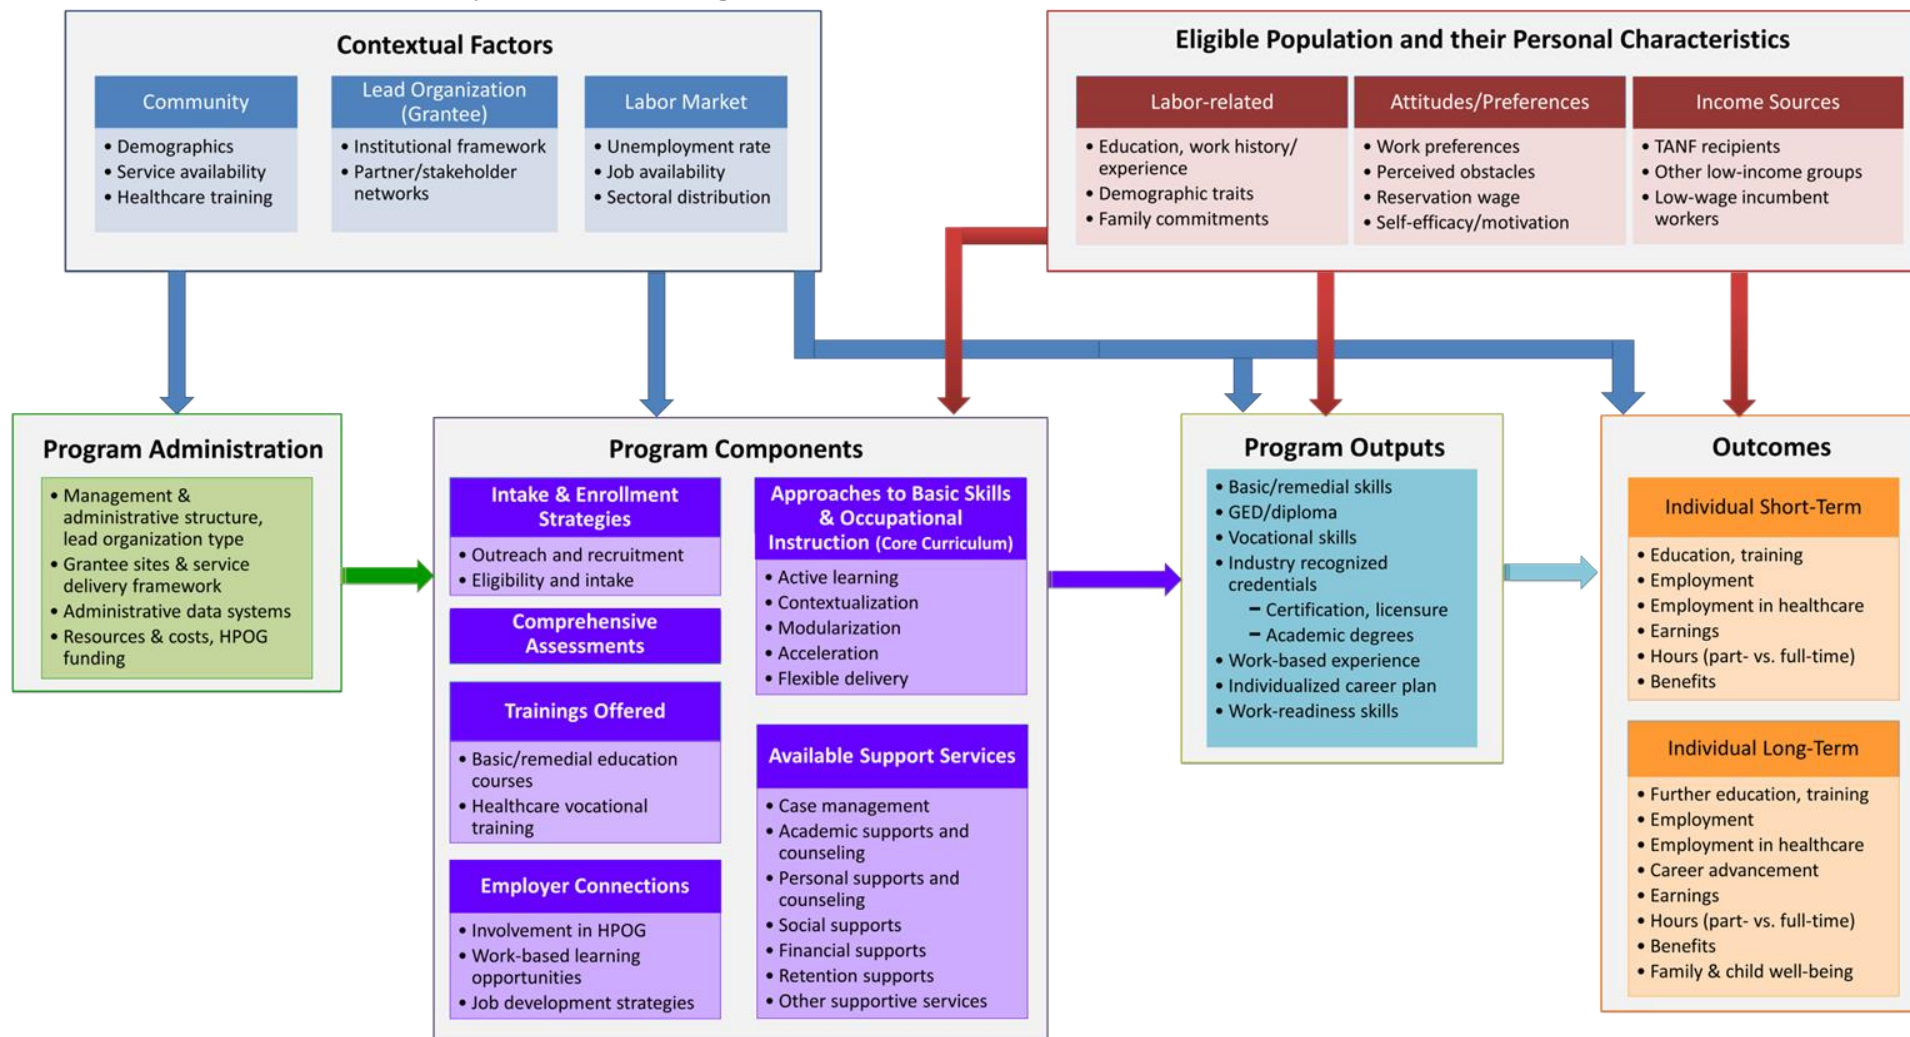 Contextual Factors
Community
• Demographics
• Service availability
• Healthcare training
Lead Organization
(Grantee)
• Institutional framework
• Partner/stakeholder
networks
Labor Market
• Unemployment rate
• Job availability
• Sectoral distribution
Eligible Population and their Personal Characteristics
Labor-related
• Education, work history/
experience
• Demographic traits
• Family commitments
Attitudes/Preferences
• Work preferences
• Perceived obstacles
• Reservation wage
• Self-efficacy/motivation
Income Sources
• TANF recipients
• Other low-income groups
• Low-wage incumbent
workers
Program Administration
• Management &
administrative structure,
lead organization type
• Grantee sites & service
delivery framework
• Administrative data systems
• Resources & costs, HPOG
funding
Program Components
Intake & Enrollment
Strategies
• Outreach and recruitment
• Eligibility and intake
Comprehensive
Assessments
Trainings Offered
• Basic/remedial education
courses
• Healthcare vocational
training
Employer Connections
• Involvement in HPOG
• Work-based learning
opportunities
• Job development strategies
Approaches to Basic Skills
& Occupational
Instruction (Core Curriculum)
• Active learning
• Contextualization
• Modularization
• Acceleration
• Flexible delivery
Available Support Services
• Case management
• Academic supports and
counseling
• Personal supports and
counseling
• Social supports
• Financial supports
• Retention supports
• Other supportive services
Program Outputs
• Basic/remedial skills
• GED/diploma
• Vocational skills
• Industry recognized
credentials
– Certification, licensure
– Academic degrees
• Work-based experience
• Individualized career plan
• Work-readiness skills
Outcomes
Individual Short-Term
• Education, training
• Employment
• Employment in healthcare
• Earnings
• Hours (part- vs. full-time)
• Benefits
Individual Long-Term
• Further education, training
• Employment
• Employment in healthcare
• Career advancement
• Earnings
• Hours (part- vs. full-time)
• Benefits
• Family & child well-being